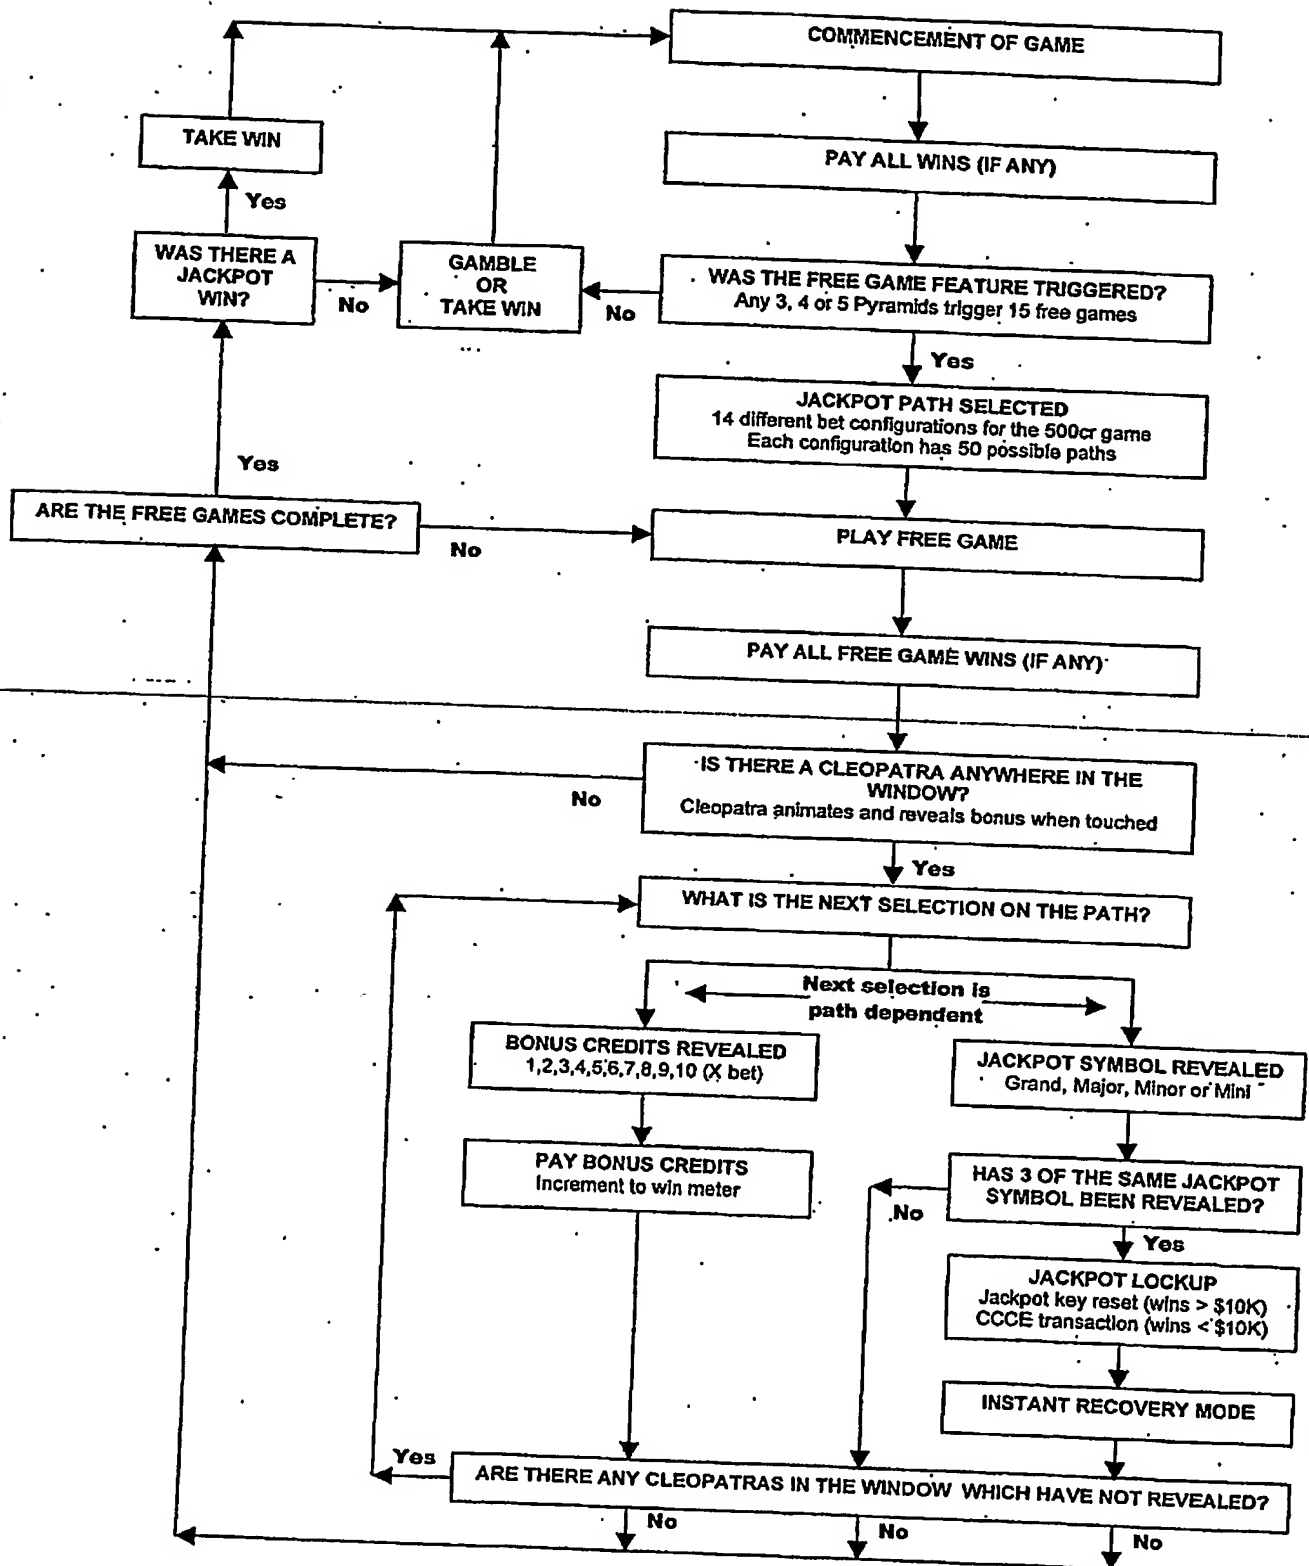 COMMENCEMENT OF GAME
TAKE WIN
PAY ALL WINS (IF ANY)
Yes
WAS THERE A
JACKPOT
WIN?
No
GAMBLE
OR
TAKE WIN
No
WAS THE FREE GAME FEATURE TRIGGERED?
Any 3, 4 or 5 Pyramids trigger 15 free games
Yes
JACKPOT PATH SELECTED
14 different bet configurations for the 500cr game
Each configuration has 50 possible paths
Yes
ARE THE FREE GAMES COMPLETE?
No
PLAY FREE GAME
PAY ALL FREE GAME WINS (IF ANY)
IS THERE A CLEOPATRA ANYWHERE IN THE
WINDOW?
Cleopatra animates and reveals bonus when touched
No
Yes
WHAT IS THE NEXT SELECTION ON THE PATH?
Next selection is
path dependent
BONUS CREDITS REVEALED
1,2,3,4,5,6,7,8,9,10 (X bet)
JACKPOT SYMBOL REVEALED
Grand, Major, Minor or Mini
PAY BONUS CREDITS
Increment to win meter
HAS 3 OF THE SAME JACKPOT
SYMBOL BEEN REVEALED?
No
Yes
JACKPOT LOCKUP
Jackpot key reset (wins > $10K)
CCCE transaction (wins < $10K)
INSTANT RECOVERY MODE
Yes
ARE THERE ANY CLEOPATRAS IN THE WINDOW WHICH HAVE NOT REVEALED?
No
No
No